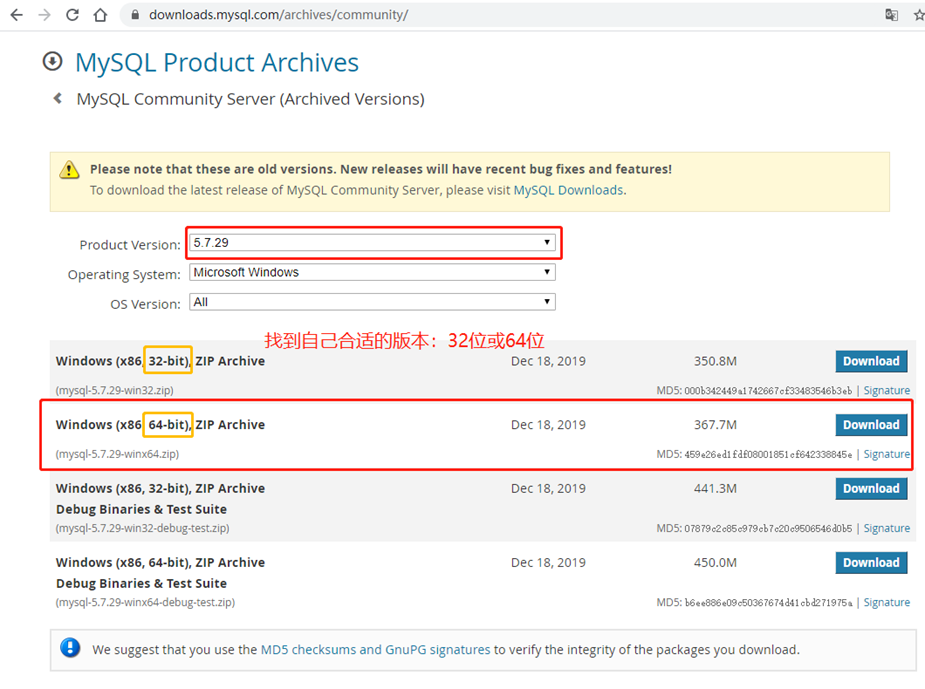 downloads.mysql.com/archives/community/
MySQL Product Archives
MySQL Community Server (Archived Versions)
Please note that these are old versions. New releases will have recent bug fixes and features!
To download the latest release of MySQL Community Server, please visit MySQL Downloads.
Product Version: 5.7.29
Operating System: Microsoft Windows
OS Version: All
找到自己合适的版本：32位或64位
Windows (x86, 32-bit), ZIP Archive Dec 18, 2019 350.8M Download
(mysql-5.7.29-win32.zip) MD5: 000b342449a1742667cf33483546b3eb | Signature
Windows (x86, 64-bit), ZIP Archive Dec 18, 2019 367.7M Download
(mysql-5.7.29-winx64.zip) MD5: 459e26ed1fdf08001851cf642338845e | Signature
Windows (x86, 32-bit), ZIP Archive Dec 18, 2019 441.3M Download
Debug Binaries & Test Suite
(mysql-5.7.29-win32-debug-test.zip) MD5: 07879c2c85c979cb7c20c9506546d0b5 | Signature
Windows (x86, 64-bit), ZIP Archive Dec 18, 2019 450.0M Download
Debug Binaries & Test Suite
(mysql-5.7.29-winx64-debug-test.zip) MD5: b6ee886e09c50367674d41cbd271975a | Signature
We suggest that you use the MD5 checksums and GnuPG signatures to verify the integrity of the packages you download.